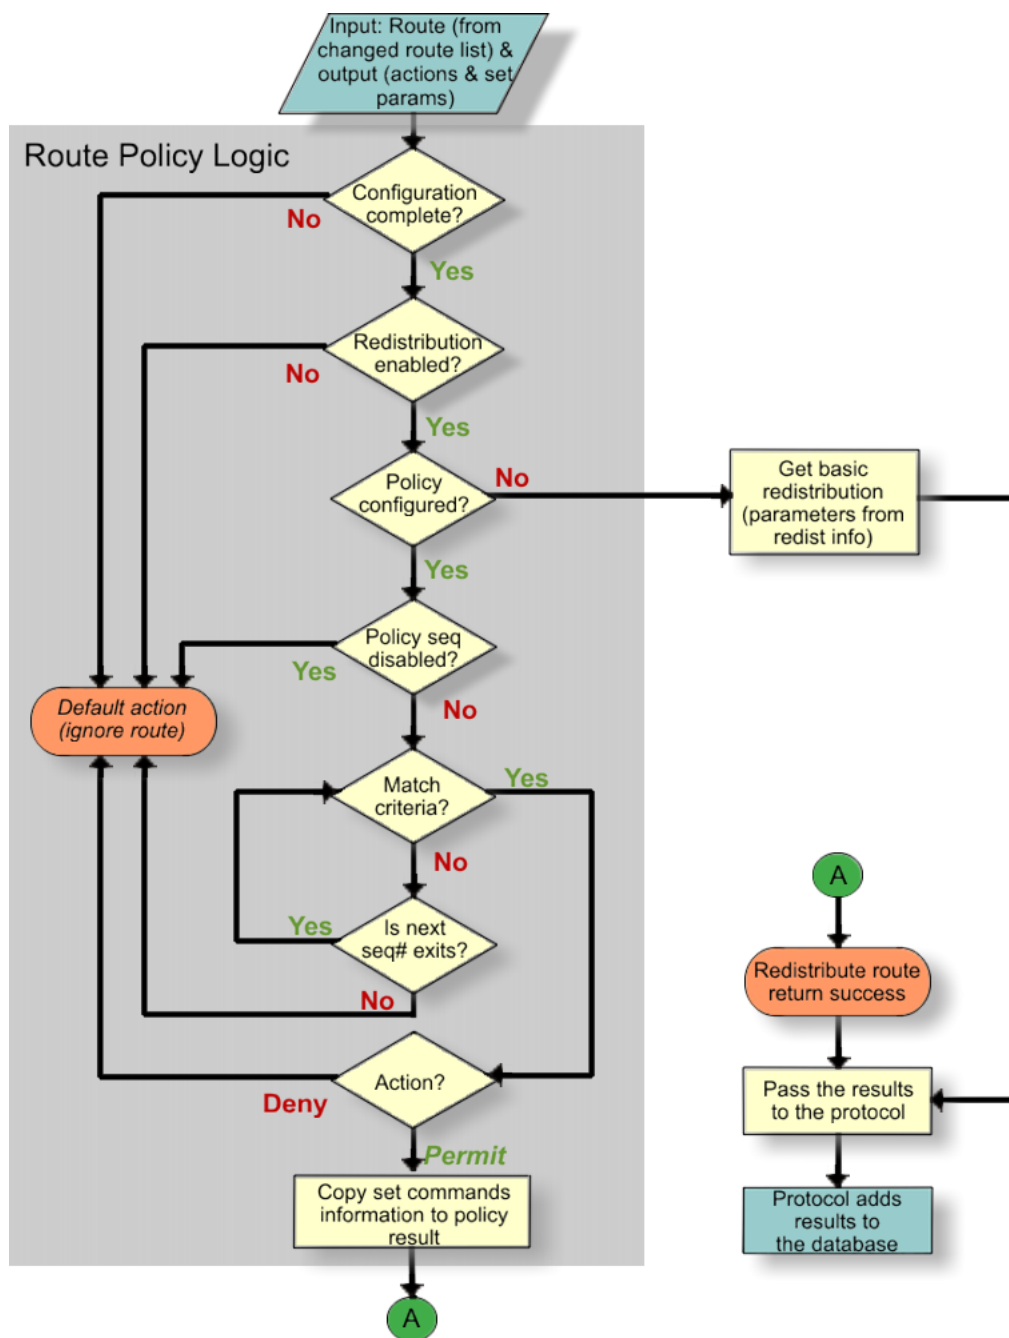 Input: Route (from
changed route list) &
output (actions & set
params)
Route Policy Logic
Configuration
complete?
No
Yes
Redistribution
enabled?
No
Yes
Policy
configured?
No
Get basic
redistribution
(parameters from
redist info)
Yes
Policy seq
disabled?
Yes
No
Default action
(ignore route)
Match
criteria?
Yes
No
Is next
seq# exits?
Yes
No
Action?
Deny
Permit
Copy set commands
information to policy
result
A
A
Redistribute route
return success
Pass the results
to the protocol
Protocol adds
results to
the database